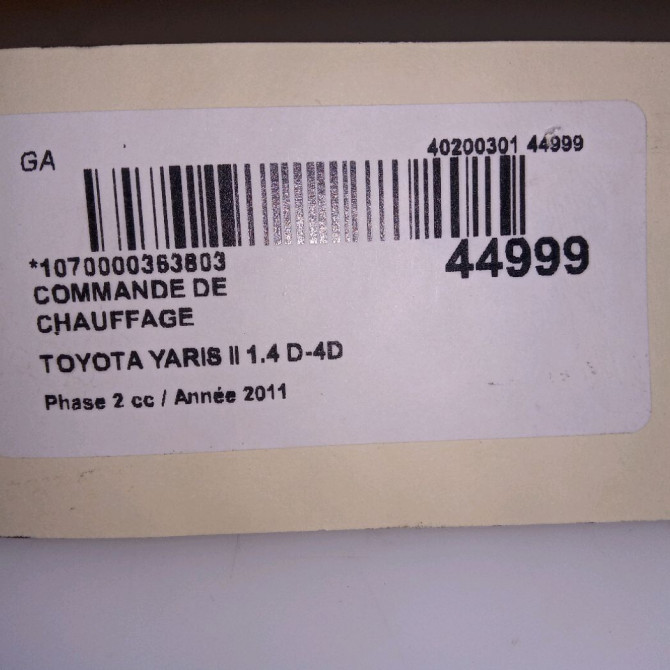 GA
40200301 44999
*1070000363803
44999
COMMANDE DE
CHAUFFAGE
TOYOTA YARIS II 1.4 D-4D
Phase 2 cc / Année 2011